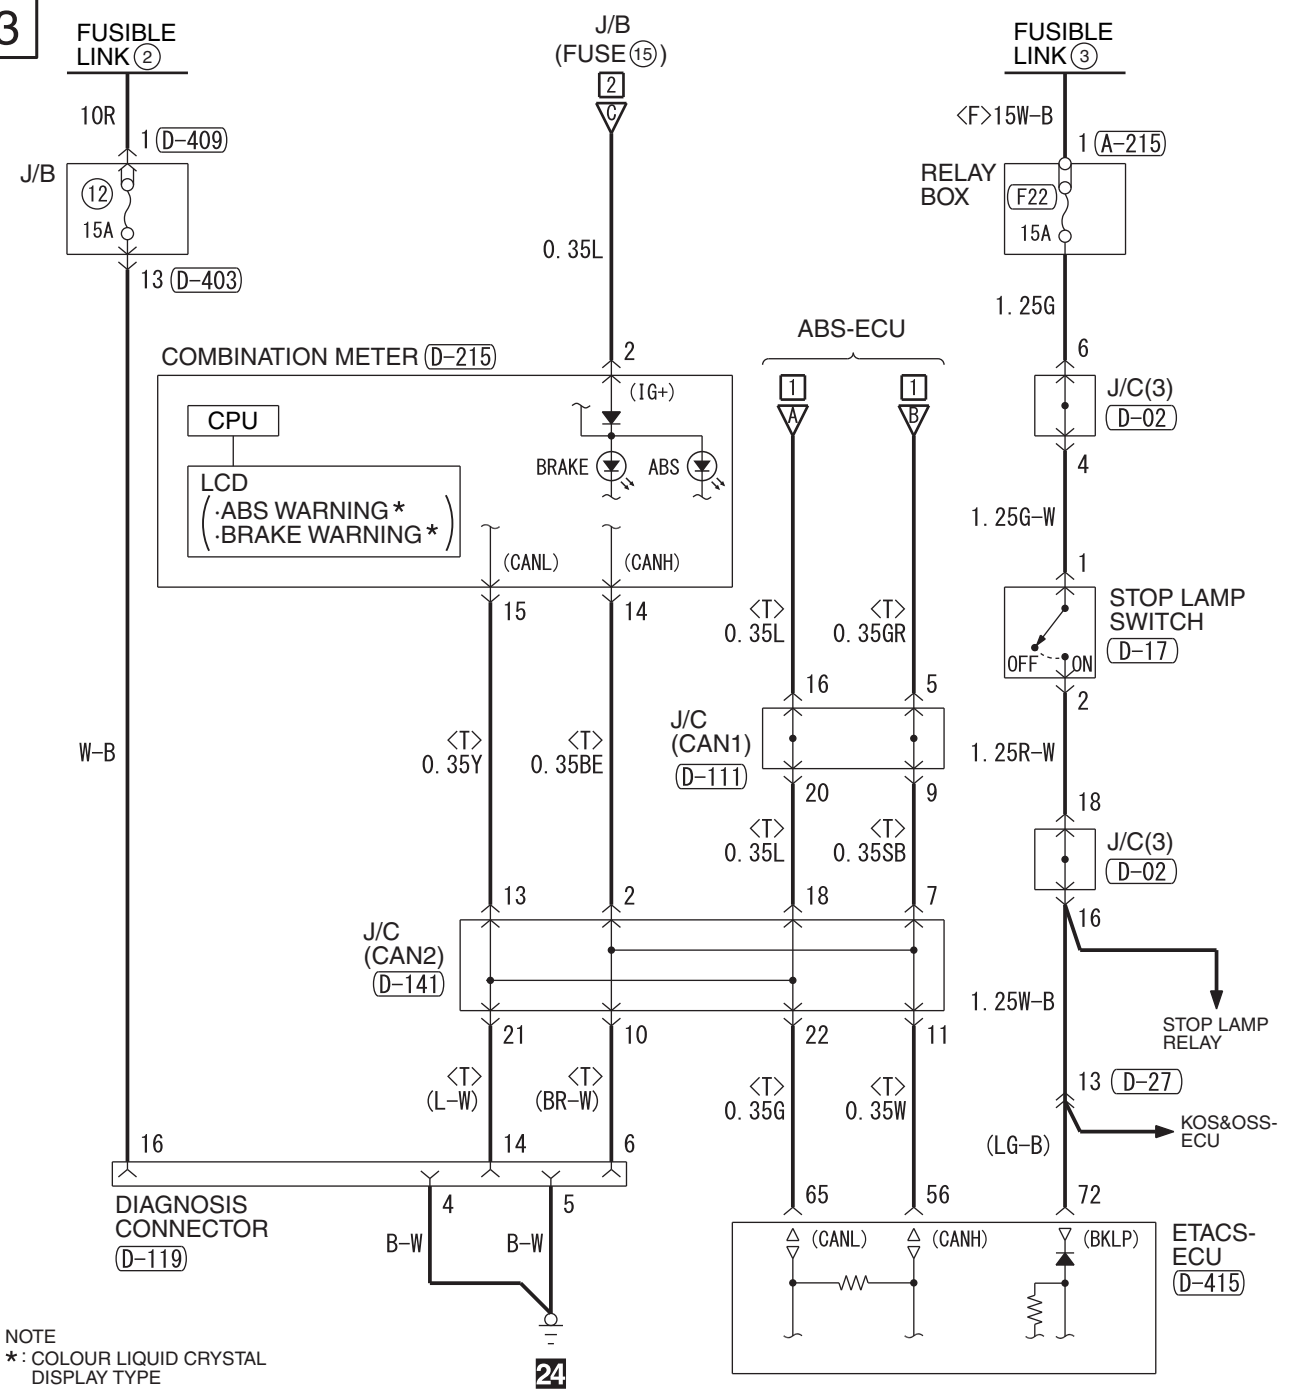 3
FUSIBLE
LINK ②
J/B
(FUSE ⑮)
2
C
FUSIBLE
LINK ③
10R
<F>15W-B
1 (D-409)
1 (A-215)
J/B
12
15A
RELAY
BOX
F22
15A
13 (D-403)
0.35L
1.25G
ABS-ECU
COMBINATION METER (D-215)
2
6
(IG+)
1
A
1
B
J/C(3)
D-02
CPU
BRAKE
ABS
4
LCD
·ABS WARNING *
·BRAKE WARNING *
1.25G-W
(CANL)
(CANH)
1
15
14
<T>
0.35L
<T>
0.35GR
STOP LAMP
SWITCH
D-17
OFF
ON
16
5
2
J/C
(CAN1)
D-111
W-B
<T>
0.35Y
<T>
0.35BE
1.25R-W
20
9
18
<T>
0.35L
<T>
0.35SB
J/C(3)
D-02
13
2
18
7
16
J/C
(CAN2)
D-141
1.25W-B
STOP LAMP
RELAY
21
10
22
11
<T>
(L-W)
<T>
(BR-W)
<T>
0.35G
<T>
0.35W
13 (D-27)
KOS&OSS-
ECU
16
14
6
(LG-B)
65
56
72
DIAGNOSIS
CONNECTOR
D-119
4
5
B-W
B-W
(CANL)
(CANH)
(BKLP)
ETACS-
ECU
D-415
NOTE
* : COLOUR LIQUID CRYSTAL
DISPLAY TYPE
24